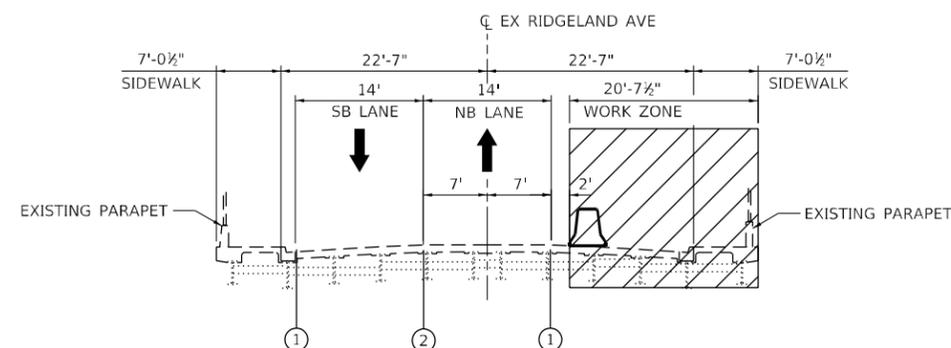 ℄ EX RIDGELAND AVE
7'-0½" 22'-7" 22'-7" 7'-0½"
SIDEWALK SIDEWALK
14' 14' 20'-7½"
SB LANE NB LANE WORK ZONE
7' 7' 2'
EXISTING PARAPET EXISTING PARAPET
1 2 1